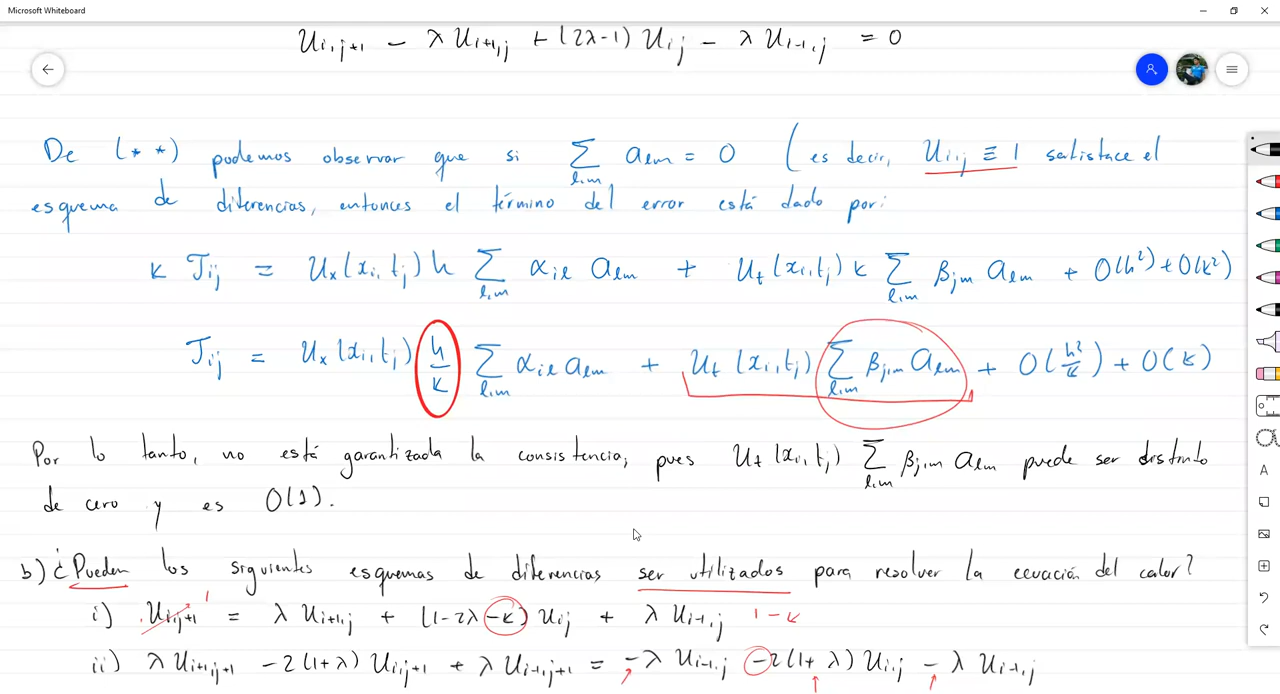 Microsoft Whiteboard
U_{i,j+1} - λ U_{i+1,j} + (2λ-1) U_{ij} - λ U_{i-1,j} = 0
De (**) podemos observar que si ∑_{l,m} a_{lm} = 0 (es decir, U_{i,j} ≡ 1 satisface el
esquema de diferencias, entonces el término del error está dado por:
k T_{ij} = U_x(x_i,t_j) h ∑_{l,m} α_{il} a_{lm} + U_t(x_i,t_j) k ∑_{l,m} β_{jm} a_{lm} + O(h²) + O(k²)
T_{ij} = U_x(x_i,t_j) h/k ∑_{l,m} α_{il} a_{lm} + U_t(x_i,t_j) ∑_{l,m} β_{jm} a_{lm} + O(h²/k) + O(k)
Por lo tanto, no está garantizada la consistencia, pues U_t(x_i,t_j) ∑_{l,m} β_{jm} a_{lm} puede ser distinto
de cero y es O(1).
b) ¿Pueden los siguientes esquemas de diferencias ser utilizados para resolver la ecuación del calor?
1
i) U_{i,j+1} = λ U_{i+1,j} + (1-2λ-k) U_{ij} + λ U_{i-1,j} 1-k
ii) λ U_{i+1,j+1} - 2(1+λ) U_{i,j+1} + λ U_{i-1,j+1} = -λ U_{i-1,j} - 2(1+λ) U_{i,j} - λ U_{i-1,j}
A